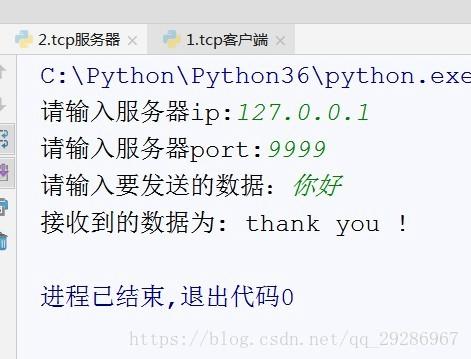 2.tcp服务器 × 1.tcp客户端 ×
C:\Python\Python36\python.exe
请输入服务器ip:127.0.0.1
请输入服务器port:9999
请输入要发送的数据：你好
接收到的数据为: thank you !
进程已结束,退出代码0
https://blog.csdn.net/qq_29286967